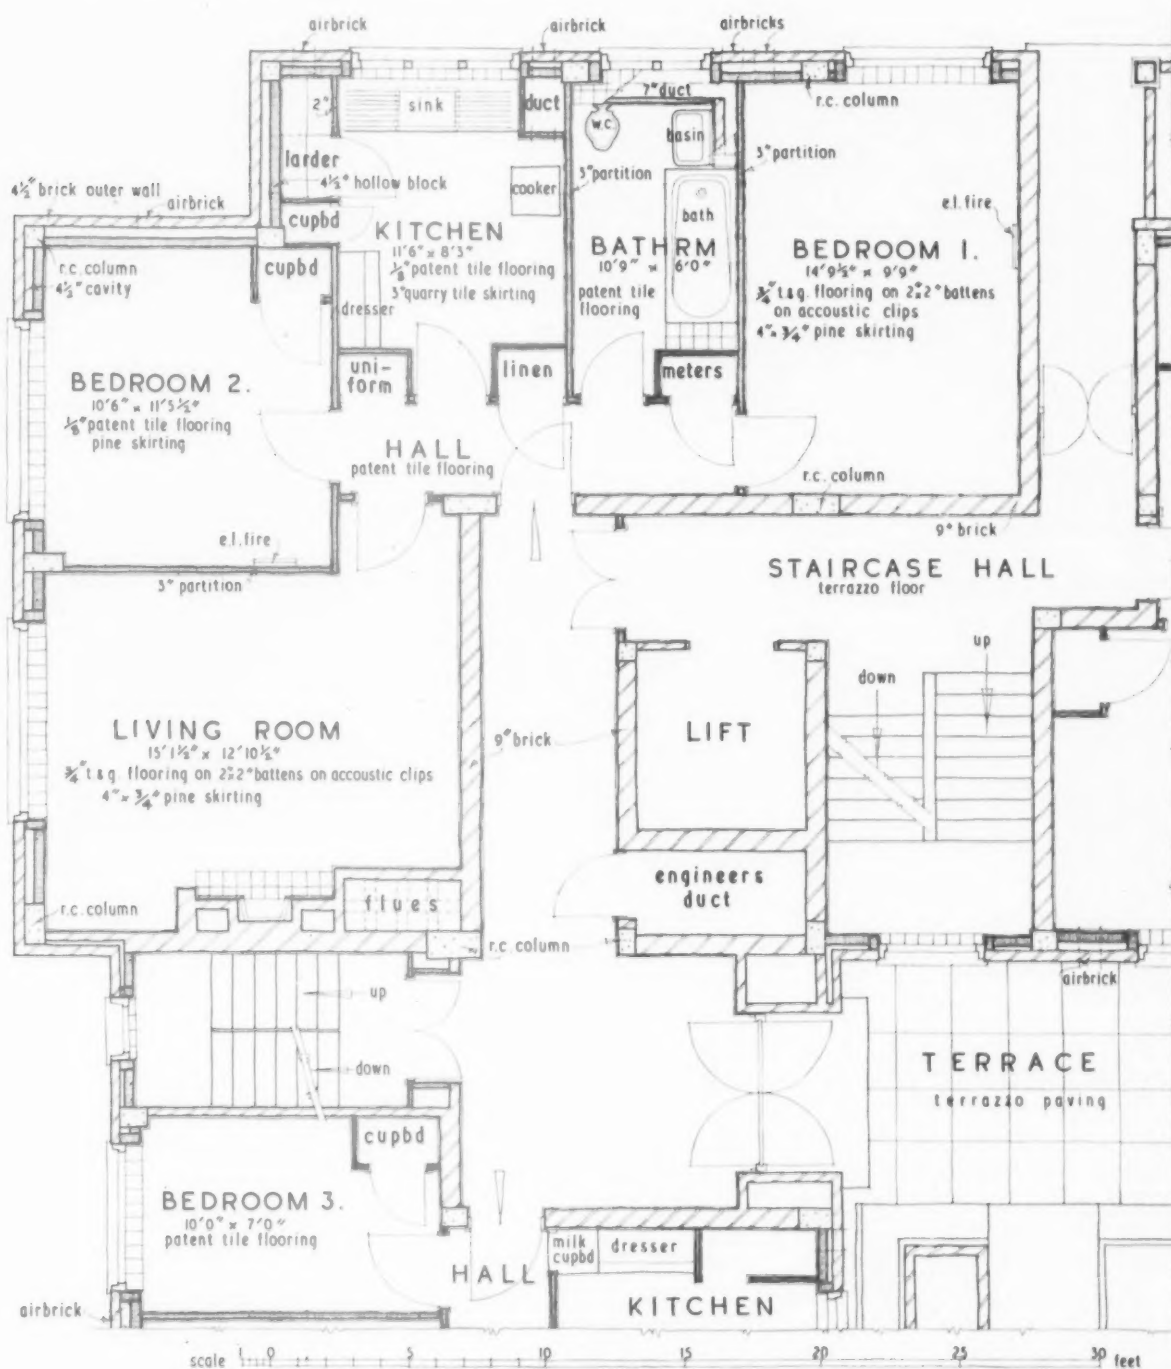 airbrick
airbrick
airbricks
2"
sink
duct
7" duct
w.c.
basin
r.c. column
larder
4½" hollow block
cooker
3" partition
3" partition
4½" brick outer wall
airbrick
cupbd
KITCHEN
11'6" x 8'3"
⅛" patent tile flooring
3" quarry tile skirting
bath
BATHRM
10'9" x 6'0"
patent tile
flooring
el.fire
BEDROOM 1.
14'9½" x 9'9"
¾" t.&g. flooring on 2"x2" battens
on accoustic clips
4" x ¾" pine skirting
r.c. column
4½" cavity
cupbd
dresser
BEDROOM 2.
10'6" x 11'5½"
⅛" patent tile flooring
pine skirting
uni-
form
linen
meters
HALL
patent tile flooring
r.c. column
el.fire
3" partition
9" brick
STAIRCASE HALL
terrazzo floor
up
down
LIVING ROOM
15'1½" x 12'10½"
¾" t&g. flooring on 2"x2" battens on accoustic clips
4" x ¾" pine skirting
9" brick
LIFT
engineers
duct
flues
r.c. column
r.c. column
airbrick
up
down
TERRACE
terrazzo paving
cupbd
BEDROOM 3.
10'0" x 7'0"
patent tile flooring
HALL
milk
cupbd
dresser
KITCHEN
airbrick
scale 1 0 5 10 15 20 25 30 feet